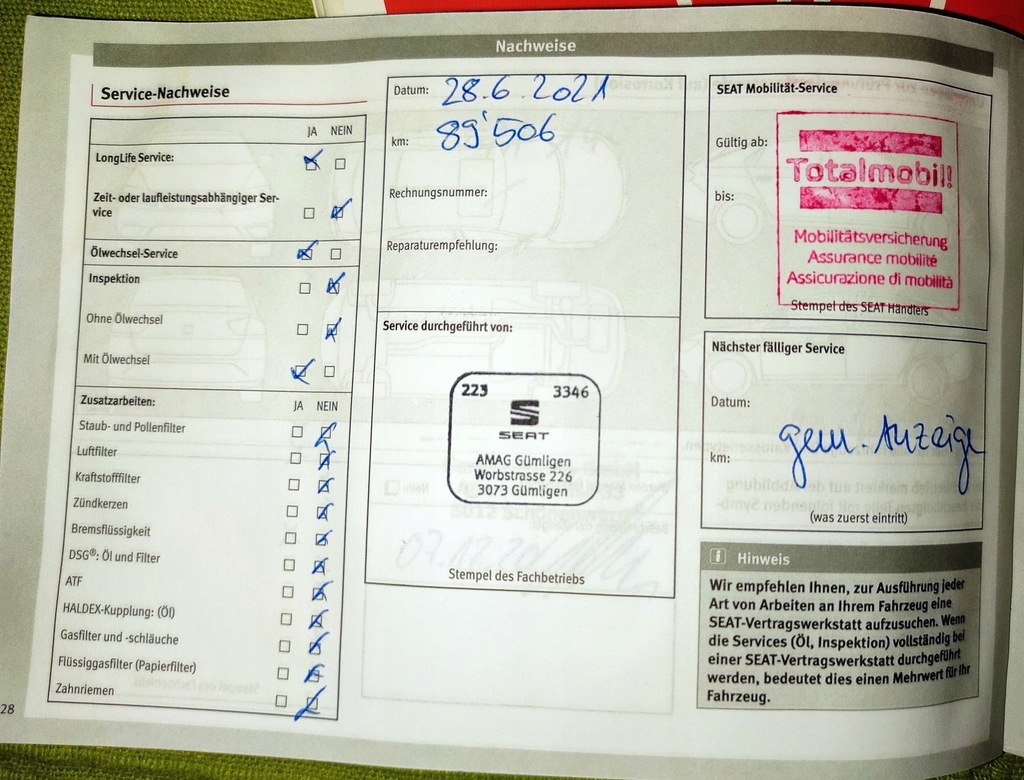 Nachweise
Service-Nachweise
JA NEIN
LongLife Service:
Zeit- oder laufleistungsabhängiger Ser-
vice
Ölwechsel-Service
Inspektion
Ohne Ölwechsel
Mit Ölwechsel
Zusatzarbeiten: JA NEIN
Staub- und Pollenfilter
Luftfilter
Kraftstofffilter
Zündkerzen
Bremsflüssigkeit
DSG®: Öl und Filter
ATF
HALDEX-Kupplung: (Öl)
Gasfilter und -schläuche
Flüssiggasfilter (Papierfilter)
Zahnriemen
28
Datum: 28.6.2021
km: 89'506
Rechnungsnummer:
Reparaturempfehlung:
Service durchgeführt von:
223 3346
SEAT
AMAG Gümligen
Worbstrasse 226
3073 Gümligen
Stempel des Fachbetriebs
SEAT Mobilität-Service
Gültig ab:
bis:
Totalmobil!
Mobilitätsversicherung
Assurance mobilité
Assicurazione di mobilità
Stempel des SEAT Händlers
Nächster fälliger Service
Datum:
km: gem. Anzeige
(was zuerst eintritt)
i Hinweis
Wir empfehlen Ihnen, zur Ausführung jeder
Art von Arbeiten an Ihrem Fahrzeug eine
SEAT-Vertragswerkstatt aufzusuchen. Wenn
die Services (Öl, Inspektion) vollständig bei
einer SEAT-Vertragswerkstatt durchgeführt
werden, bedeutet dies einen Mehrwert für Ihr
Fahrzeug.